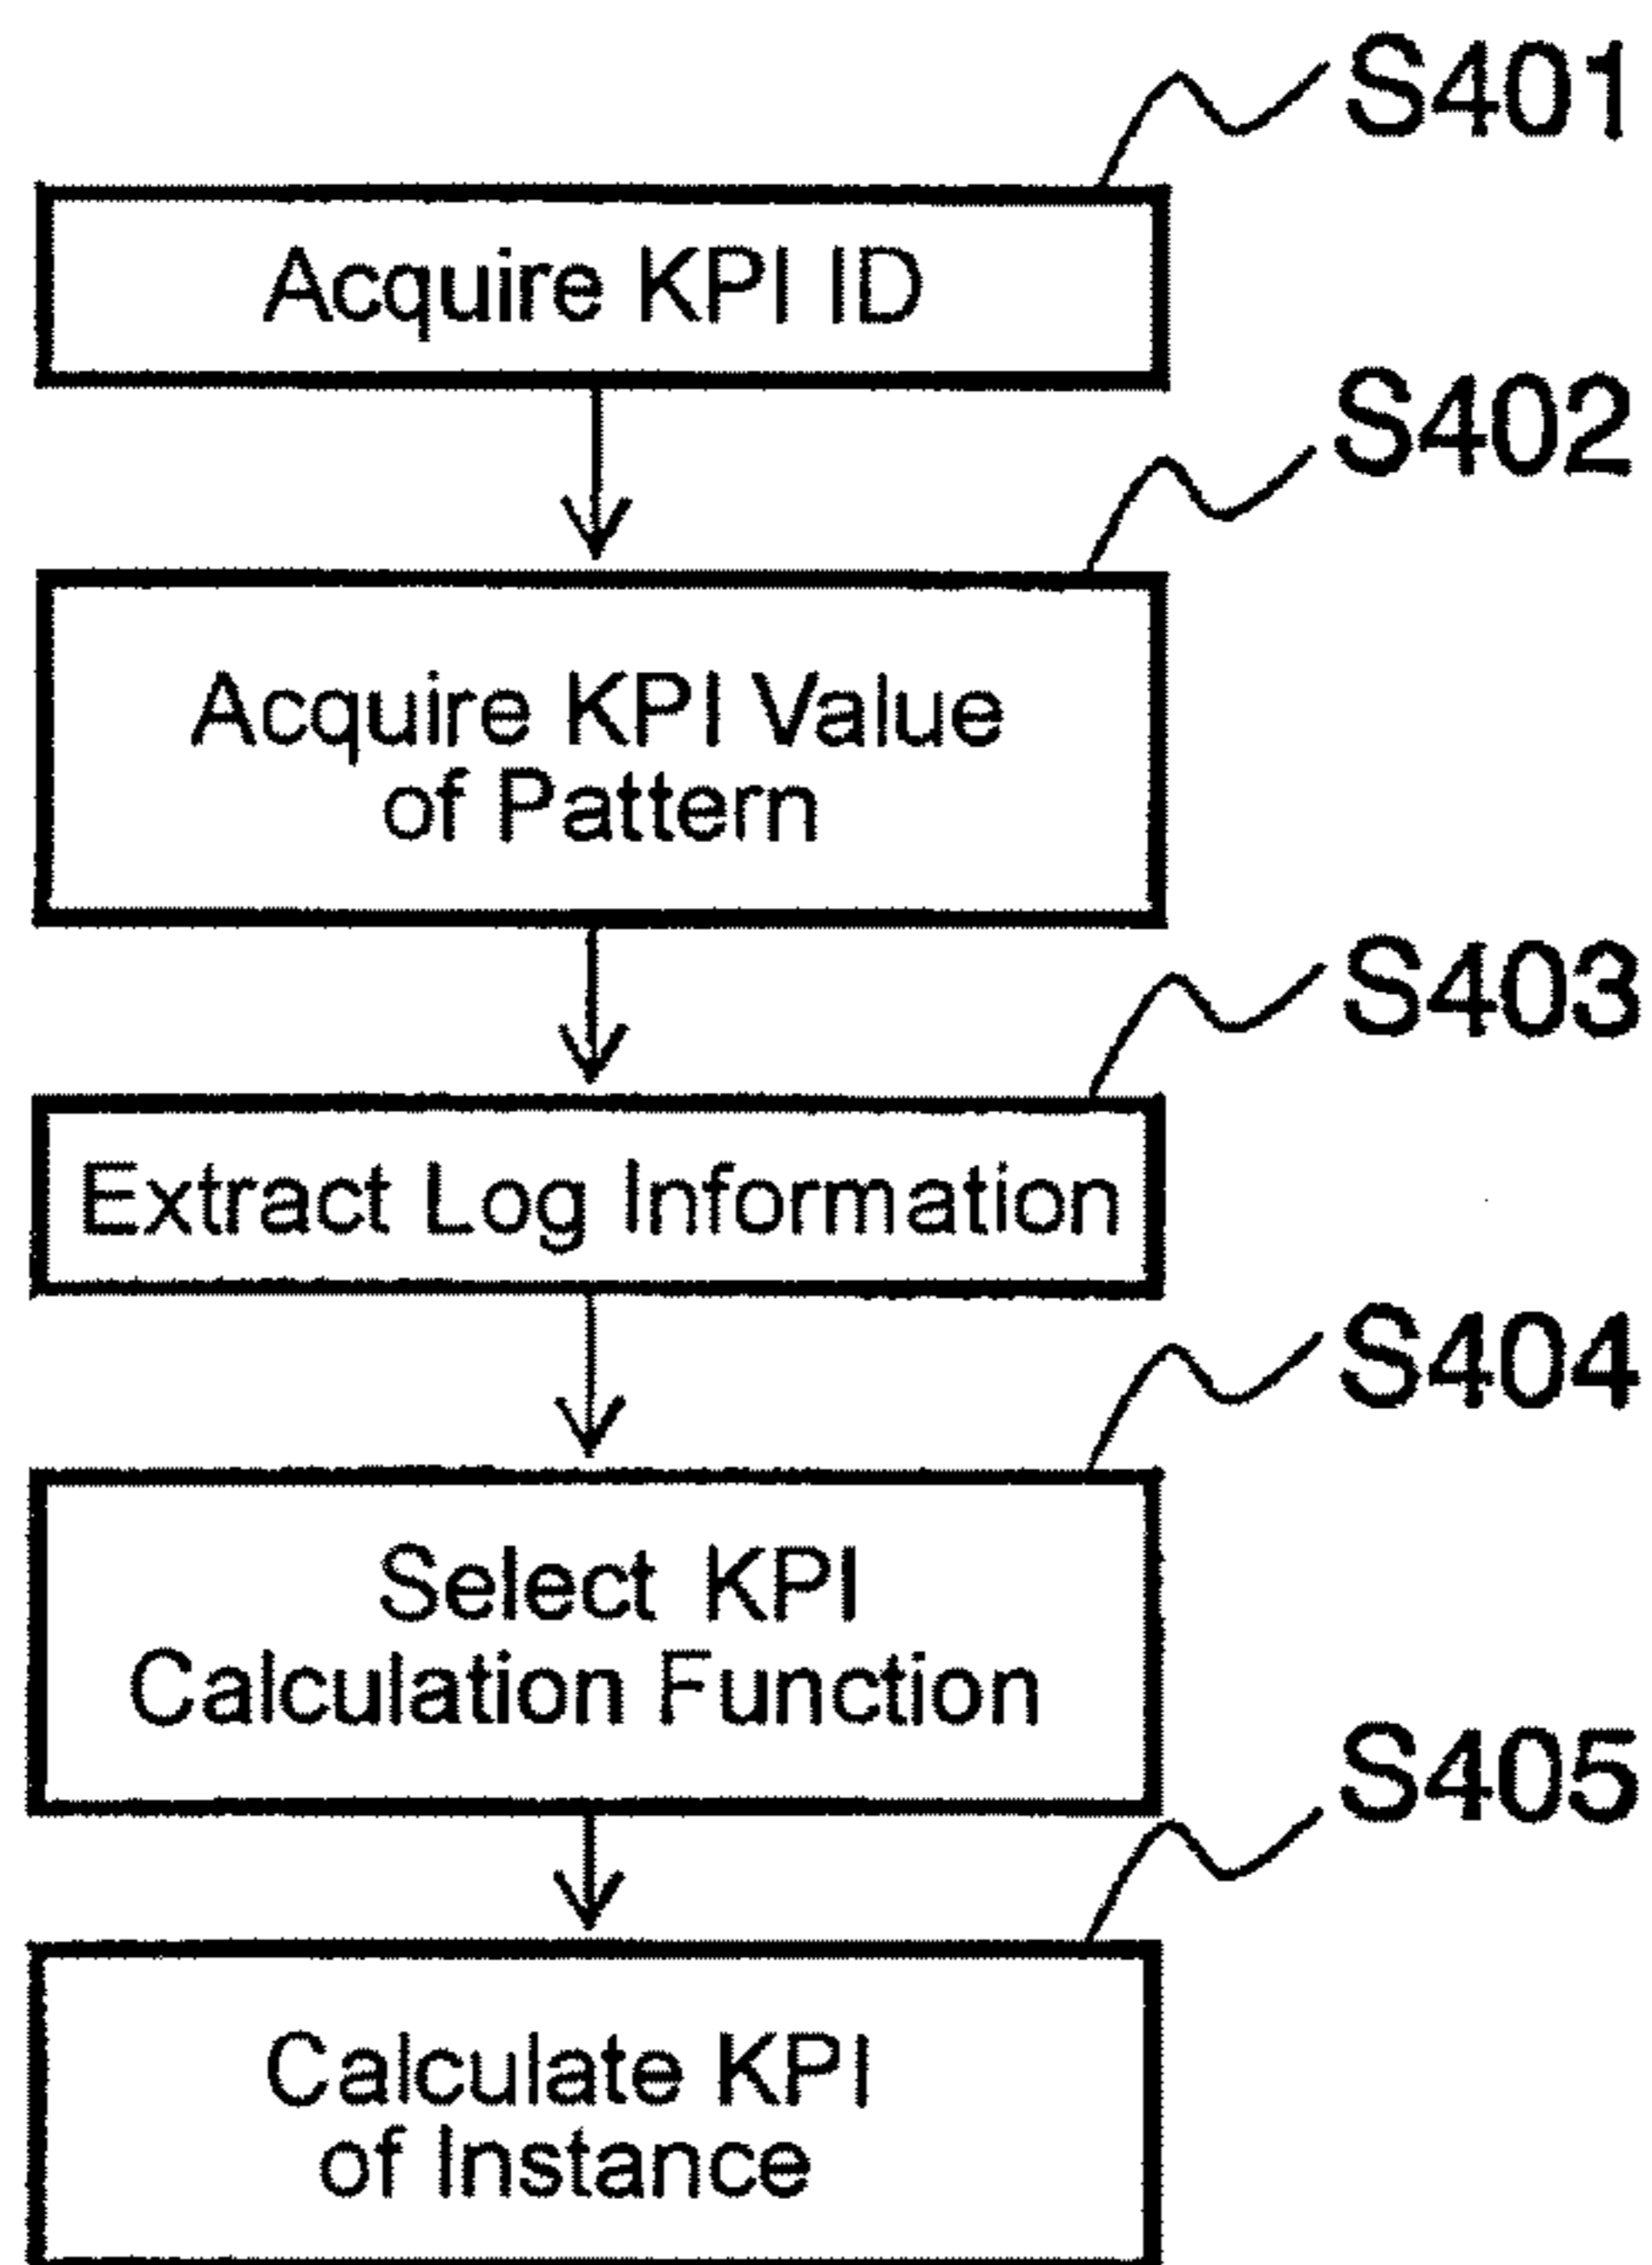 S401
Acquire KPI ID
S402
Acquire KPI Value
of Pattern
S403
Extract Log Information
S404
Select KPI
Calculation Function
S405
Calculate KPI
of Instance